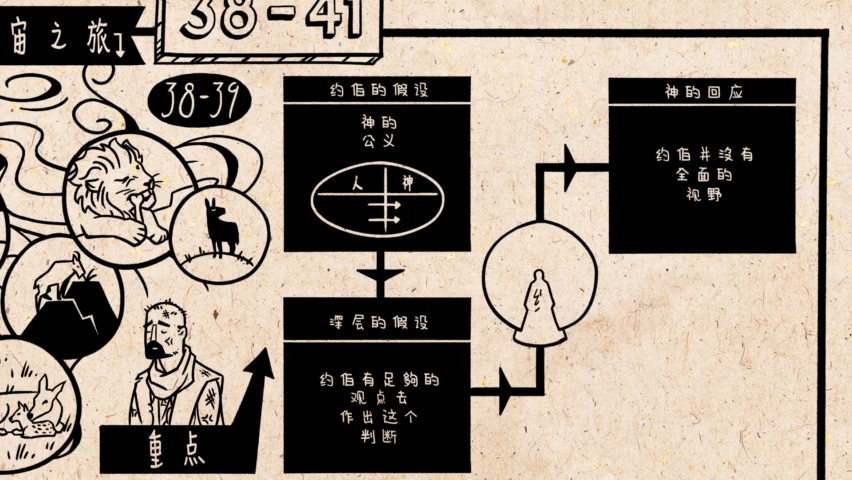 38-41
宙之旅
38-39
约伯的假设
神的
公义
人 神
深层的假设
约伯有足夠的
观点去
作出这个
判断
重点
神的回应
约伯并没有
全面的
视野